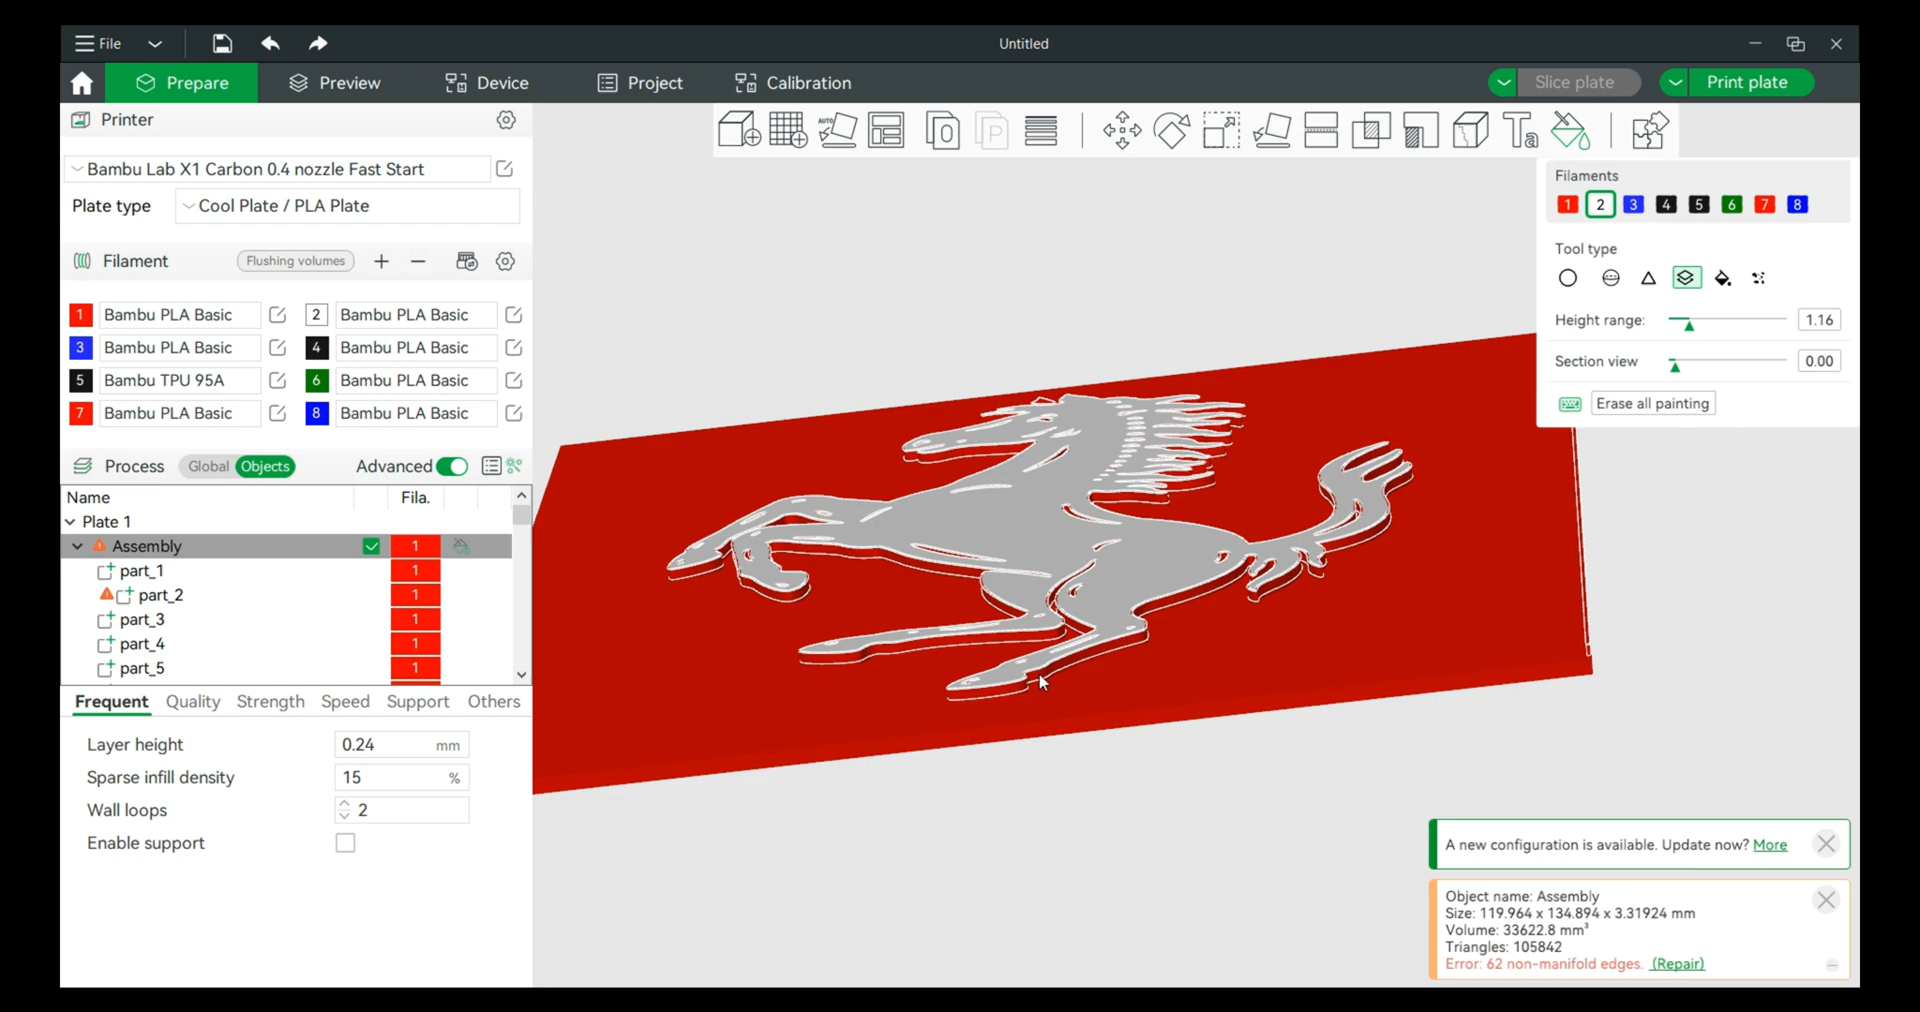 File
Untitled
Prepare
Preview
Device
Project
Calibration
Slice plate
Print plate
Printer
Bambu Lab X1 Carbon 0.4 nozzle Fast Start
Plate type
Cool Plate / PLA Plate
Filament
Flushing volumes
1 Bambu PLA Basic
2 Bambu PLA Basic
3 Bambu PLA Basic
4 Bambu PLA Basic
5 Bambu TPU 95A
6 Bambu PLA Basic
7 Bambu PLA Basic
8 Bambu PLA Basic
Process
Global
Objects
Advanced
Name
Fila.
Plate 1
Assembly 1
part_1 1
part_2 1
part_3 1
part_4 1
part_5 1
Frequent
Quality
Strength
Speed
Support
Others
Layer height 0.24 mm
Sparse infill density 15 %
Wall loops 2
Enable support
AUTO
0
P
Ta
Filaments
1 2 3 4 5 6 7 8
Tool type
Height range: 1.16
Section view 0.00
Erase all painting
A new configuration is available. Update now? More
Object name: Assembly
Size: 119.964 x 134.894 x 3.31924 mm
Volume: 33622.8 mm³
Triangles: 105842
Error: 62 non-manifold edges. (Repair)